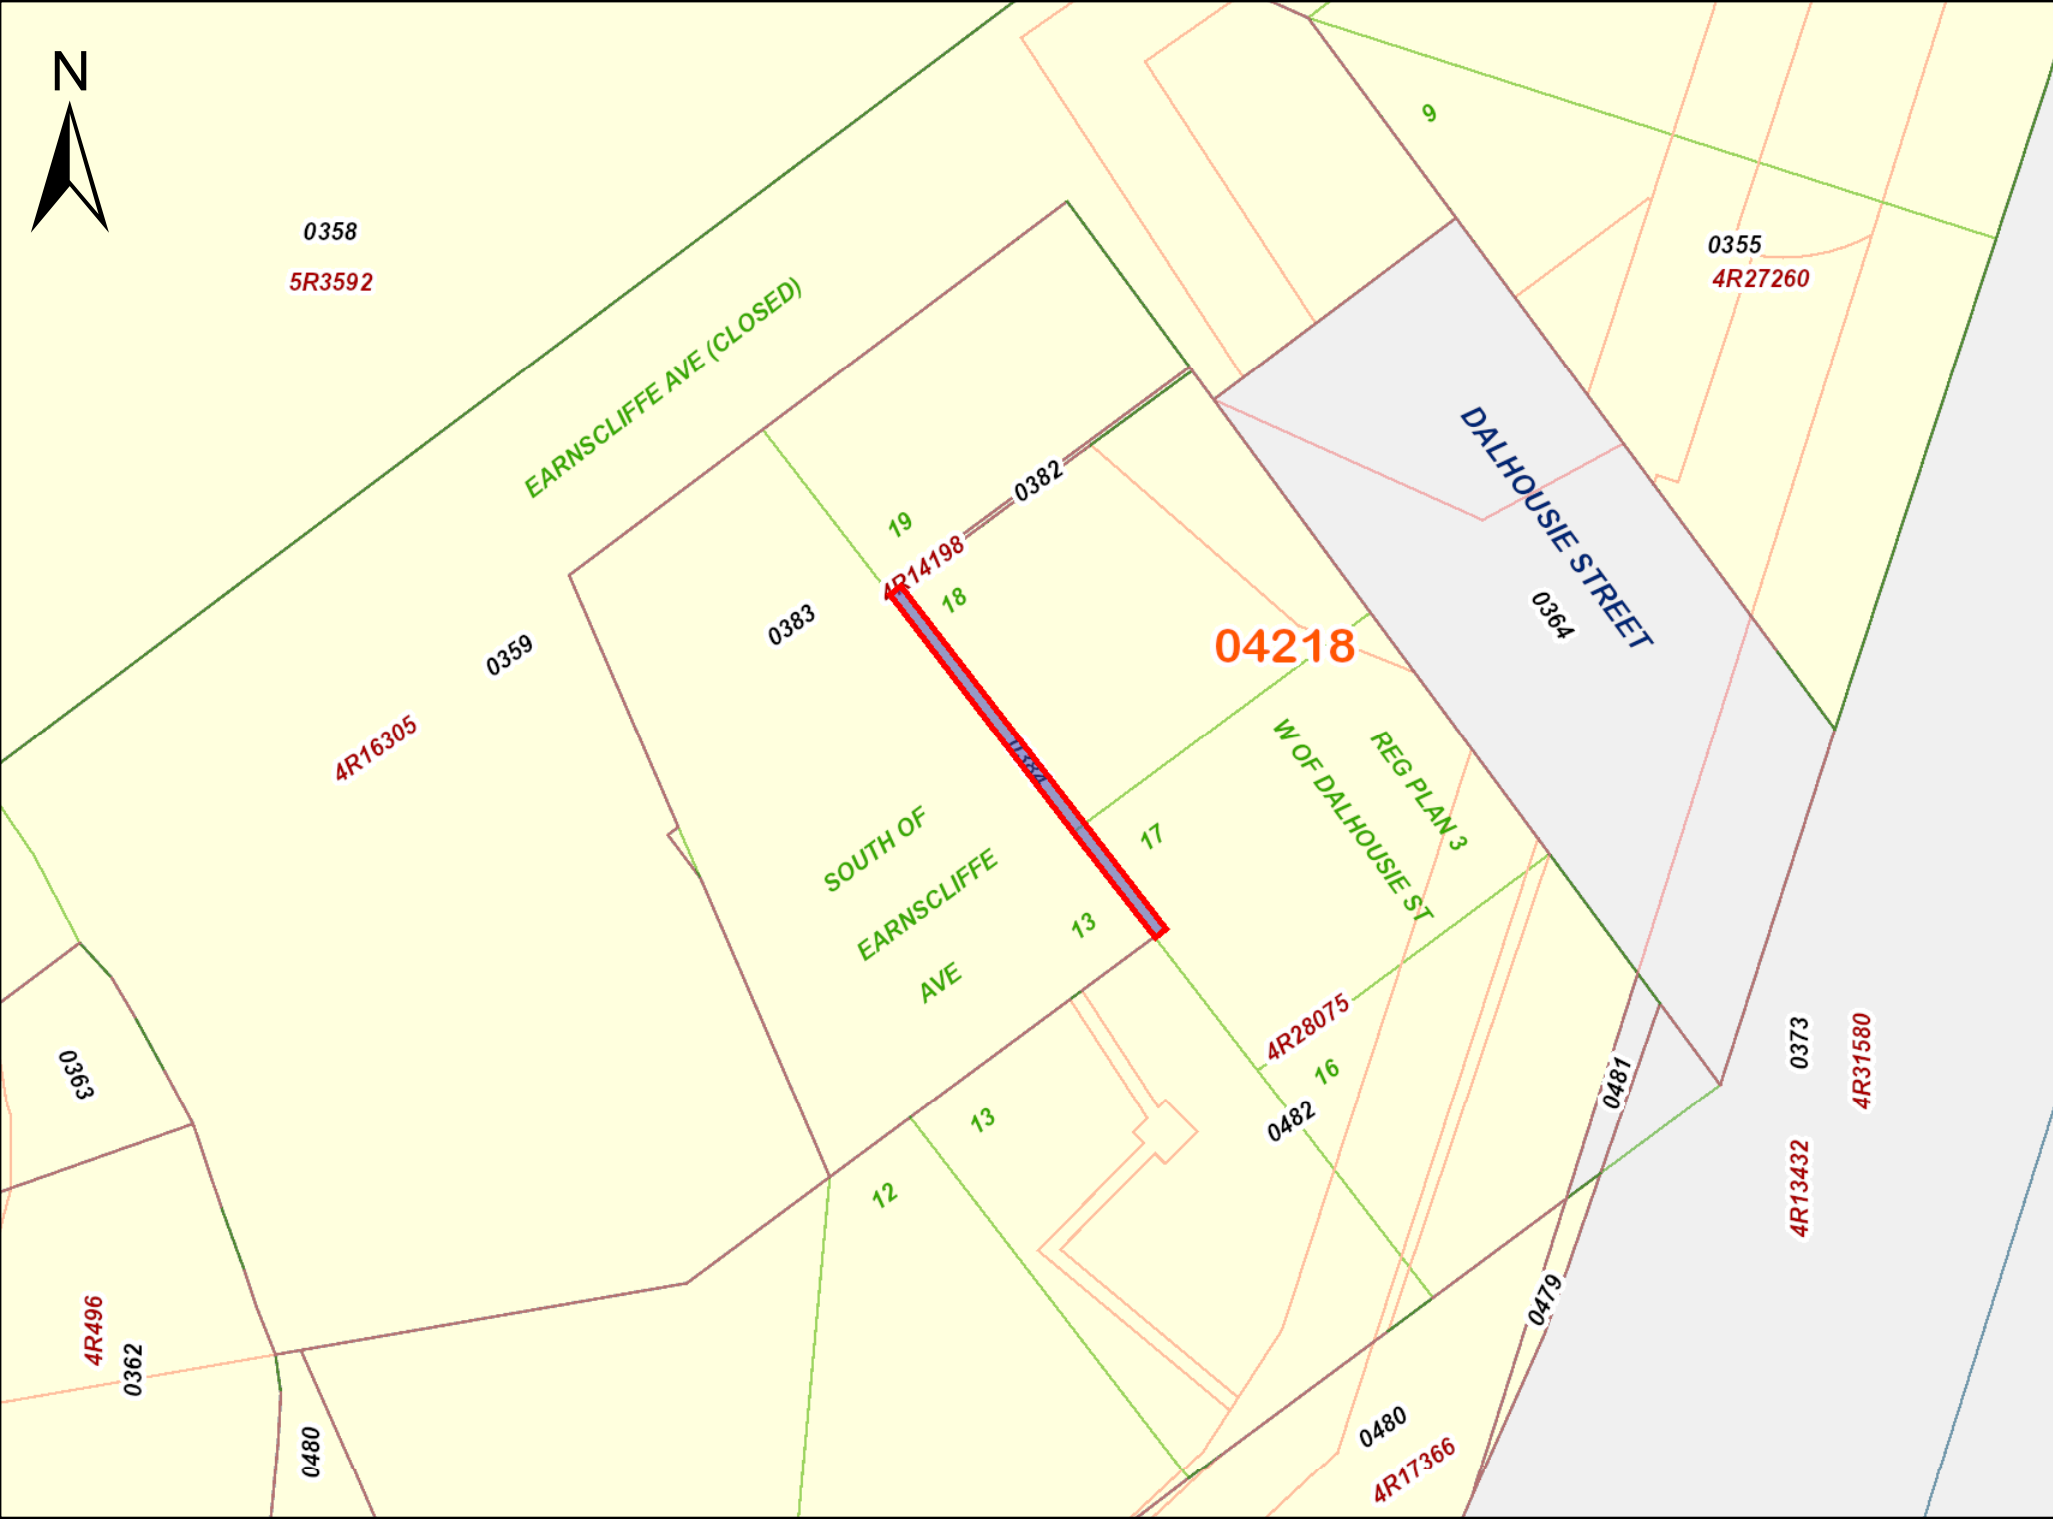 N
9
0358
5R3592
0355
4R27260
EARNSCLIFFE AVE (CLOSED)
DALHOUSIE STREET
0364
0382
19
4R14198
18
0383
0359
04218
4R16305
0384
REG PLAN 3
W OF DALHOUSIE ST
17
SOUTH OF
EARNSCLIFFE
AVE
13
4R28075
16
0482
0363
0481
0373
4R31580
4R13432
13
12
0479
4R496
0362
0480
0480
4R17366